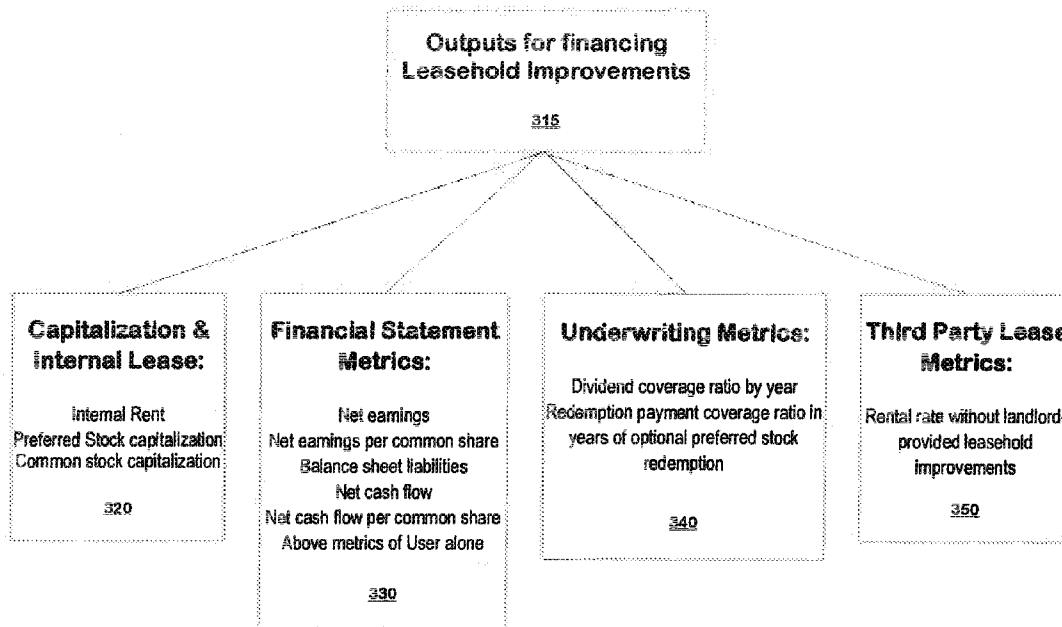 Outputs for financing
Leasehold Improvements
315
Capitalization &
Internal Lease:
Internal Rent
Preferred Stock capitalization
Common stock capitalization
320
Financial Statement
Metrics:
Net earnings
Net earnings per common share
Balance sheet liabilities
Net cash flow
Net cash flow per common share
Above metrics of User alone
330
Underwriting Metrics:
Dividend coverage ratio by year
Redemption payment coverage ratio in
years of optional preferred stock
redemption
340
Third Party Lease
Metrics:
Rental rate without landlord
provided leasehold
improvements
350